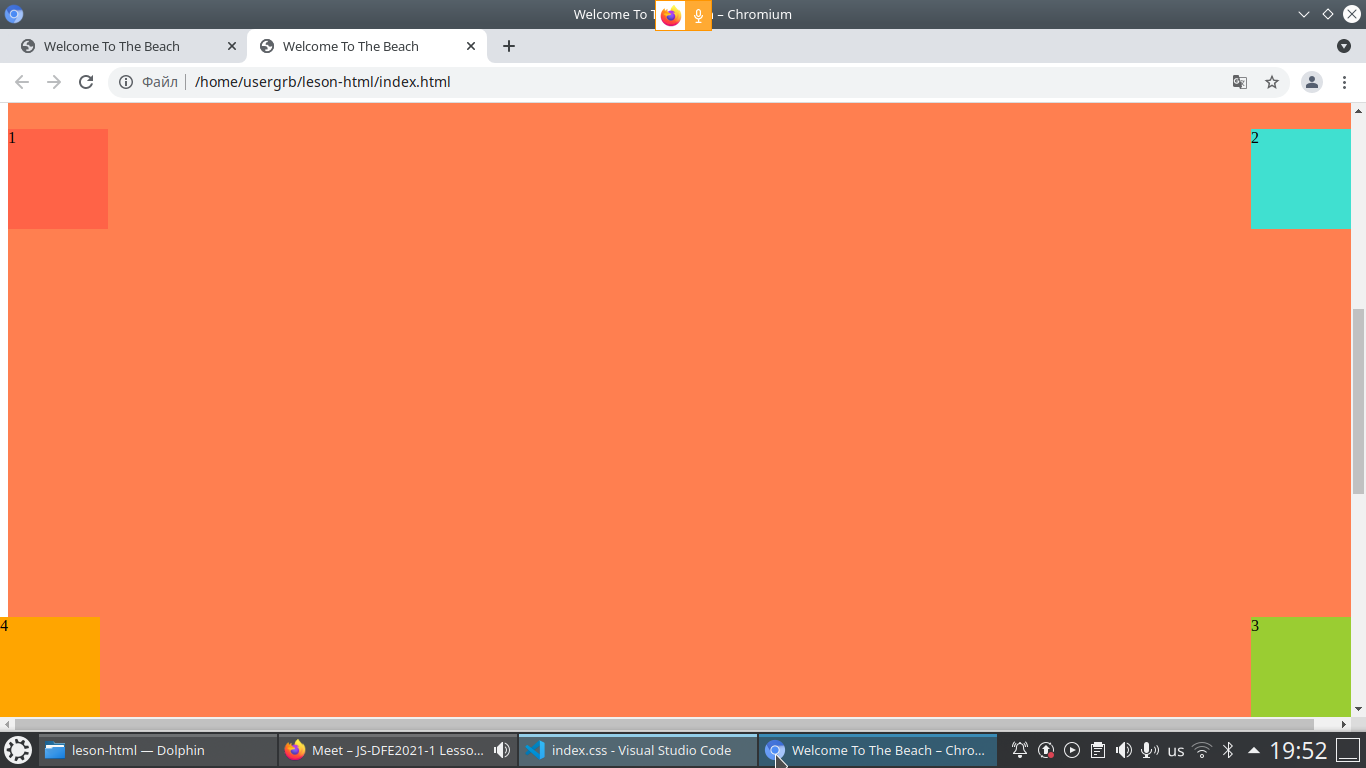 Welcome To T – Chromium
Welcome To The Beach
Welcome To The Beach
Файл
/home/usergrb/leson-html/index.html
1
2
4
3
leson-html — Dolphin
Meet – JS-DFE2021-1 Lesso...
index.css - Visual Studio Code
Welcome To The Beach – Chro...
us
19:52